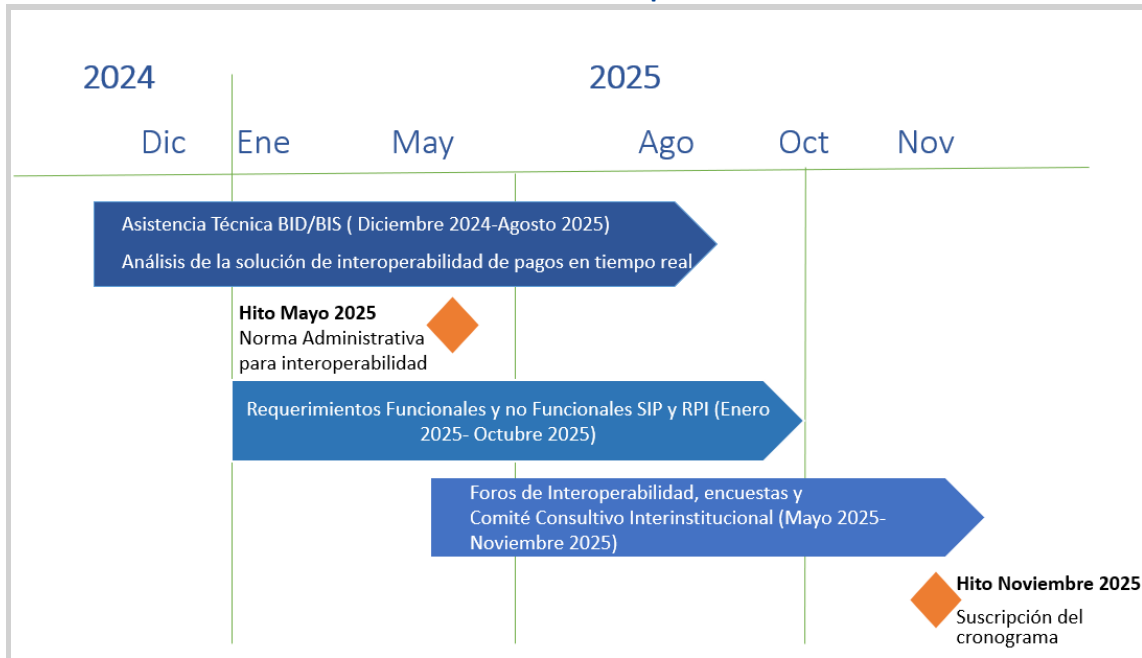 2024
2025
Dic
Ene
May
Ago
Oct
Nov
Asistencia Técnica BID/BIS ( Diciembre 2024-Agosto 2025)
Análisis de la solución de interoperabilidad de pagos en tiempo real
Hito Mayo 2025
Norma Administrativa
para interoperabilidad
Requerimientos Funcionales y no Funcionales SIP y RPI (Enero
2025- Octubre 2025)
Foros de Interoperabilidad, encuestas y
Comité Consultivo Interinstitucional (Mayo 2025-
Noviembre 2025)
Hito Noviembre 2025
Suscripción del
cronograma